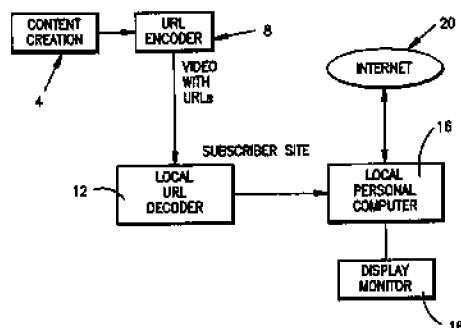 CONTENT
CREATION
4
URL
ENCODER
8
VIDEO
WITH
URLs
20
INTERNET
SUBSCRIBER SITE
16
12
LOCAL
URL
DECODER
LOCAL
PERSONAL
COMPUTER
DISPLAY
MONITOR
18